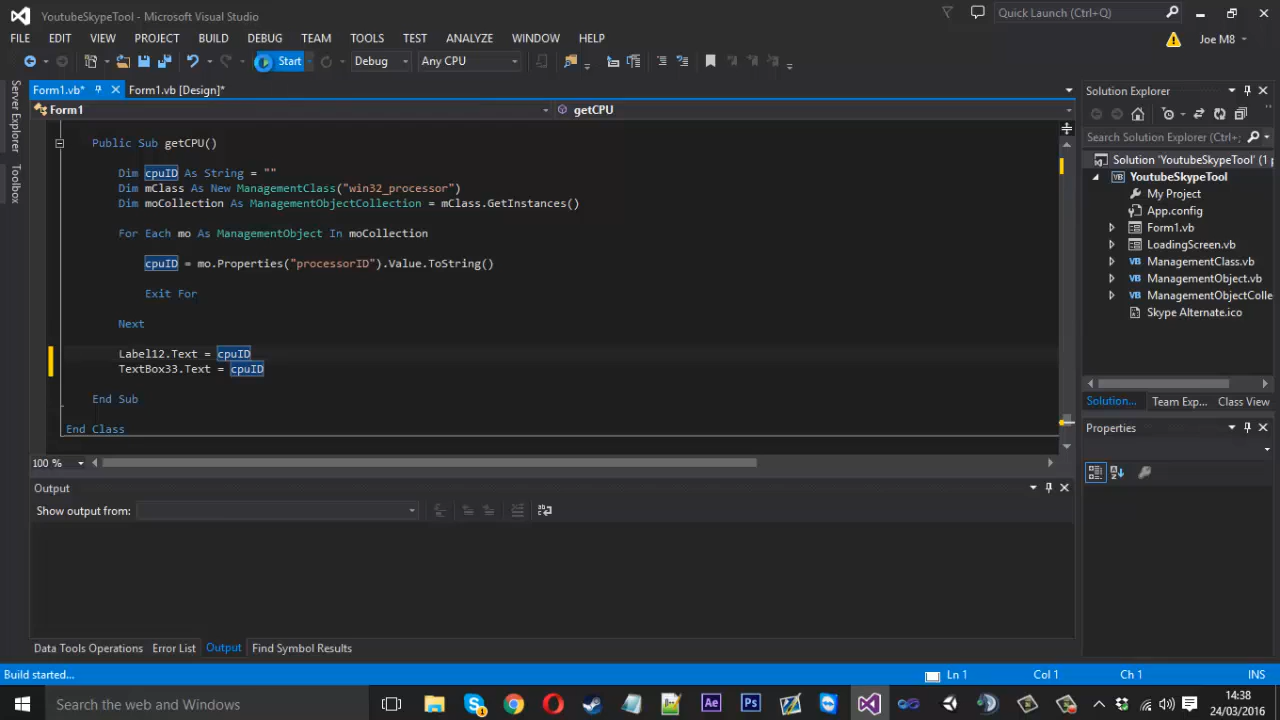 YoutubeSkypeTool - Microsoft Visual Studio
Quick Launch (Ctrl+Q)
FILE EDIT VIEW PROJECT BUILD DEBUG TEAM TOOLS TEST ANALYZE WINDOW HELP
Joe M8
Start Debug Any CPU
Server Explorer
Toolbox
Form1.vb* Form1.vb [Design]*
Form1 getCPU
Public Sub getCPU()
Dim cpuID As String = ""
Dim mClass As New ManagementClass("win32_processor")
Dim moCollection As ManagementObjectCollection = mClass.GetInstances()
For Each mo As ManagementObject In moCollection
cpuID = mo.Properties("processorID").Value.ToString()
Exit For
Next
Label12.Text = cpuID
TextBox33.Text = cpuID
End Sub
End Class
100 %
Output
Show output from:
Data Tools Operations Error List Output Find Symbol Results
Solution Explorer
Search Solution Explorer (Ctrl+;
Solution 'YoutubeSkypeTool' (1 p
YoutubeSkypeTool
My Project
App.config
Form1.vb
LoadingScreen.vb
ManagementClass.vb
ManagementObject.vb
ManagementObjectColle
Skype Alternate.ico
Solution... Team Exp... Class View
Properties
Build started... Ln 1 Col 1 Ch 1 INS
Search the web and Windows
14:38
24/03/2016